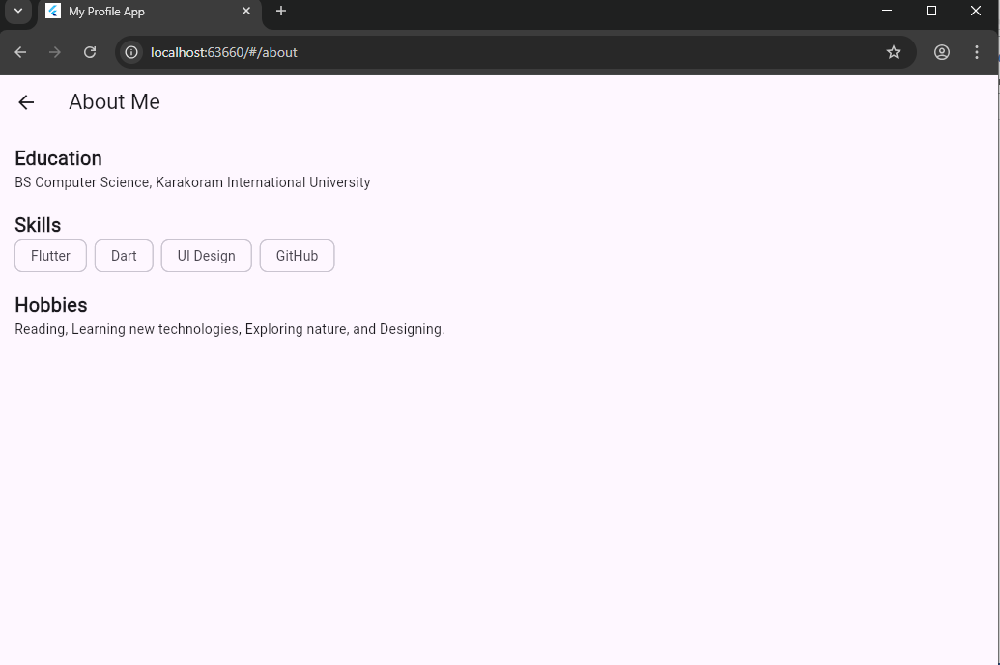 My Profile App
localhost:63660/#/about
About Me
Education
BS Computer Science, Karakoram International University
Skills
Flutter Dart UI Design GitHub
Hobbies
Reading, Learning new technologies, Exploring nature, and Designing.